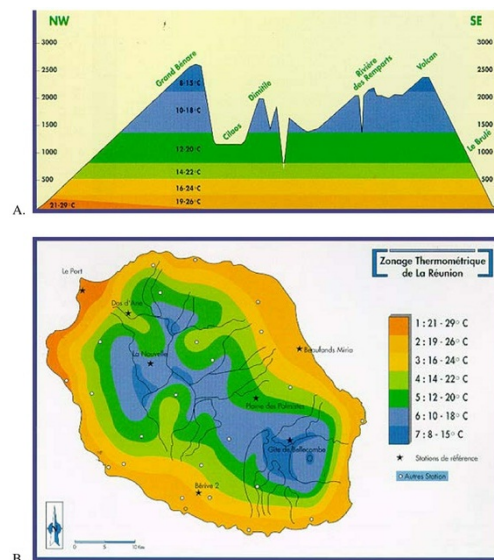 NW
SE
3000
3000
2500
2500
2000
2000
1500
1500
1000
1000
500
500
Grand Bénare
Cilaos
Dimitile
Rivière
des Remparts
Volcan
Le Brulé
8-15°C
10-18°C
12-20°C
14-22°C
16-24°C
19-26°C
21-29°C
A.
Zonage Thermométrique
de La Réunion
Le Port
Dos d'Ane
La Nouvelle
Beaufonds Miria
Plaine des Palmistes
Gîte de Bellecombe
Bérive 2
1 : 21 - 29° C
2 : 19 - 26° C
3 : 16 - 24° C
4 : 14 - 22° C
5 : 12 - 20° C
6 : 10 - 18° C
7 : 8 - 15° C
Stations de référence
Autres Station
0 5 10 Km
B.